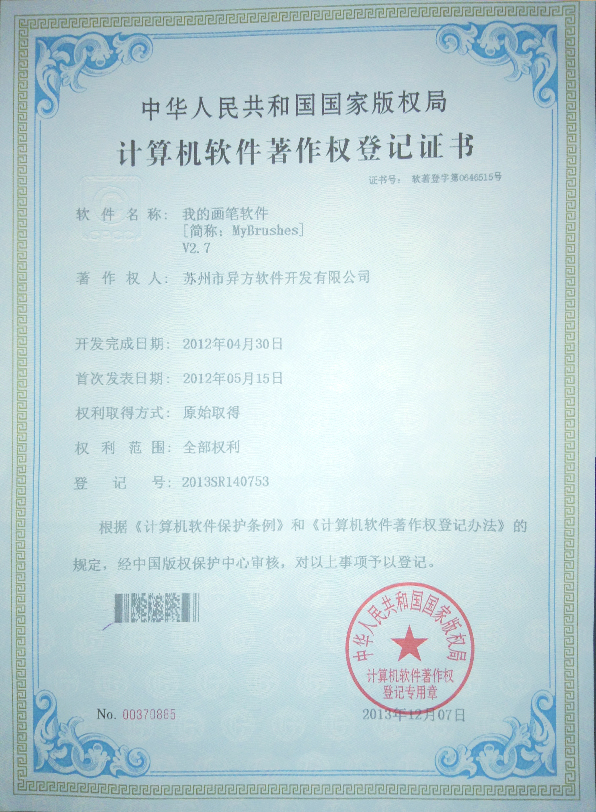 中华人民共和国国家版权局
计算机软件著作权登记证书
证书号： 软著登字第0646515号
软件名称： 我的画笔软件
[简称：MyBrushes]
V2.7
著作权人： 苏州市异方软件开发有限公司
开发完成日期： 2012年04月30日
首次发表日期： 2012年05月15日
权利取得方式： 原始取得
权利范围： 全部权利
登记号： 2013SR140753
根据《计算机软件保护条例》和《计算机软件著作权登记办法》的
规定，经中国版权保护中心审核，对以上事项予以登记。
中华人民共和国国家版权局
计算机软件著作权
登记专用章
No. 00370865
2013年12月07日